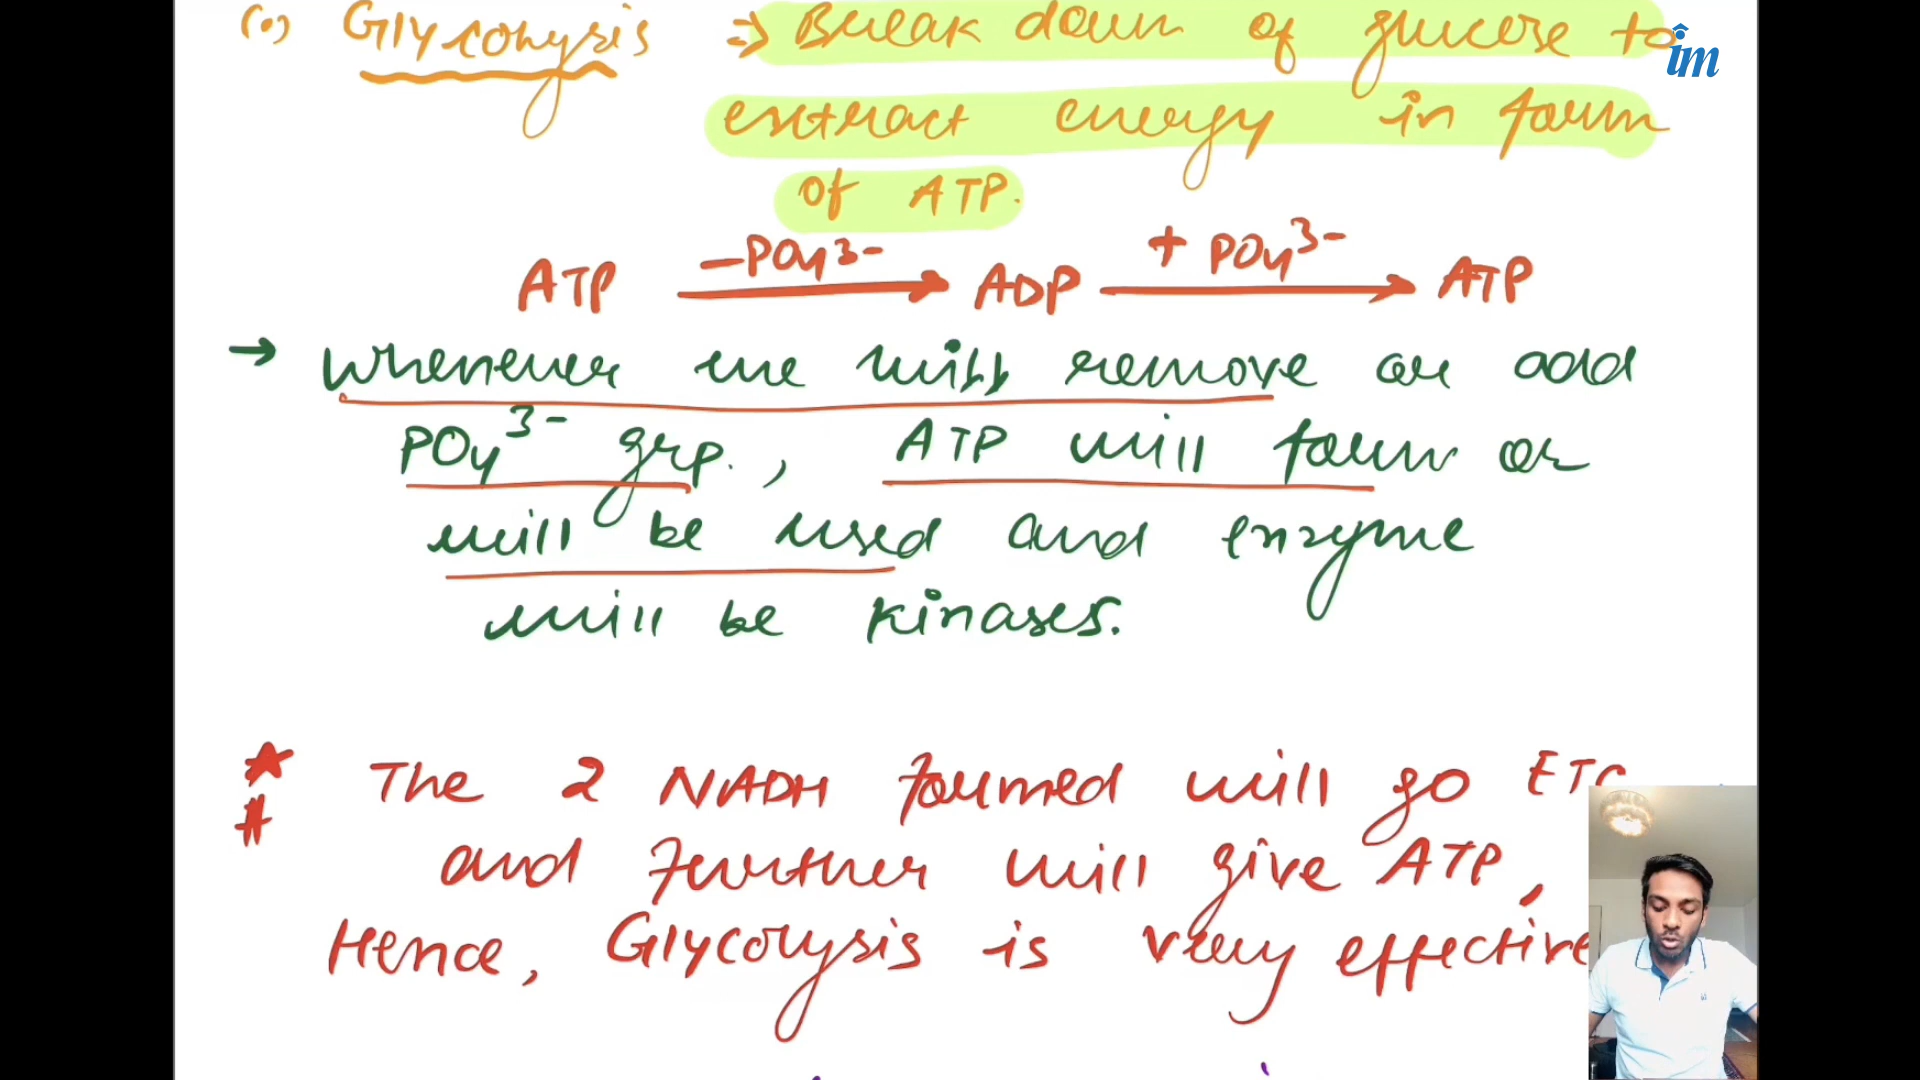 (o) Glycolysis ⇒ Break down of glucose to
im
extract energy in form
of ATP.
ATP —PO4 3- → ADP + PO4 3- → ATP
→ Whenever we will remove or add
PO4 3- grp., ATP will form or
will be used and enzyme
will be kinases.
* The 2 NADH formed will go ETC
# and further will give ATP,
Hence, Glycolysis is very effective